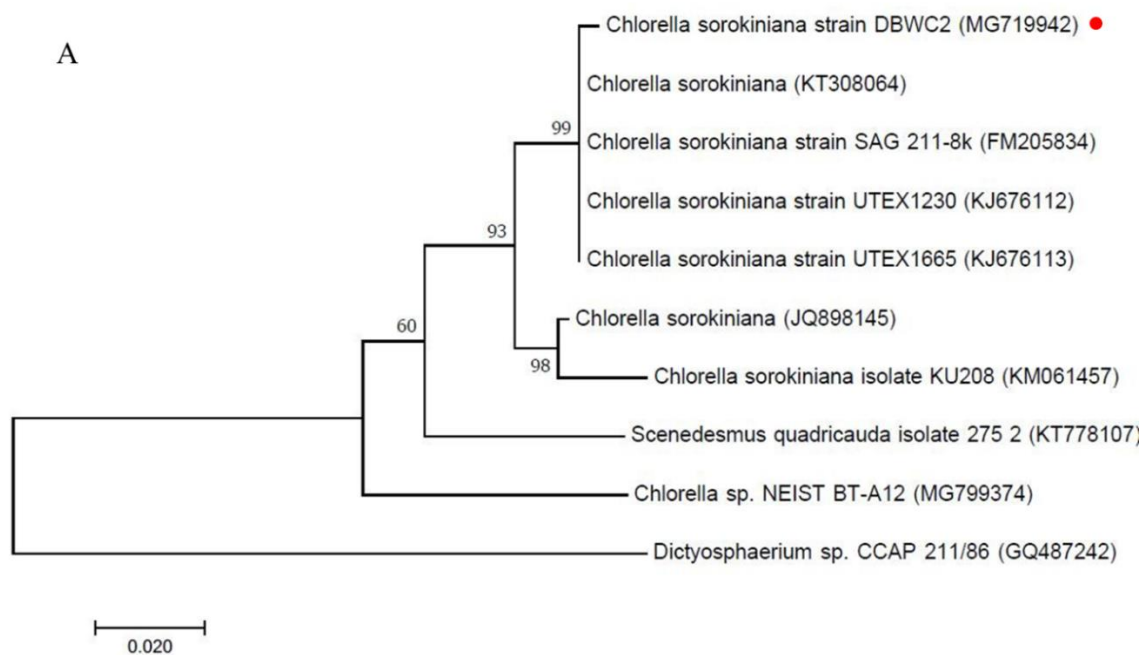 A
Chlorella sorokiniana strain DBWC2 (MG719942)
Chlorella sorokiniana (KT308064)
99
Chlorella sorokiniana strain SAG 211-8k (FM205834)
Chlorella sorokiniana strain UTEX1230 (KJ676112)
93
Chlorella sorokiniana strain UTEX1665 (KJ676113)
Chlorella sorokiniana (JQ898145)
60
98
Chlorella sorokiniana isolate KU208 (KM061457)
Scenedesmus quadricauda isolate 275 2 (KT778107)
Chlorella sp. NEIST BT-A12 (MG799374)
Dictyosphaerium sp. CCAP 211/86 (GQ487242)
0.020